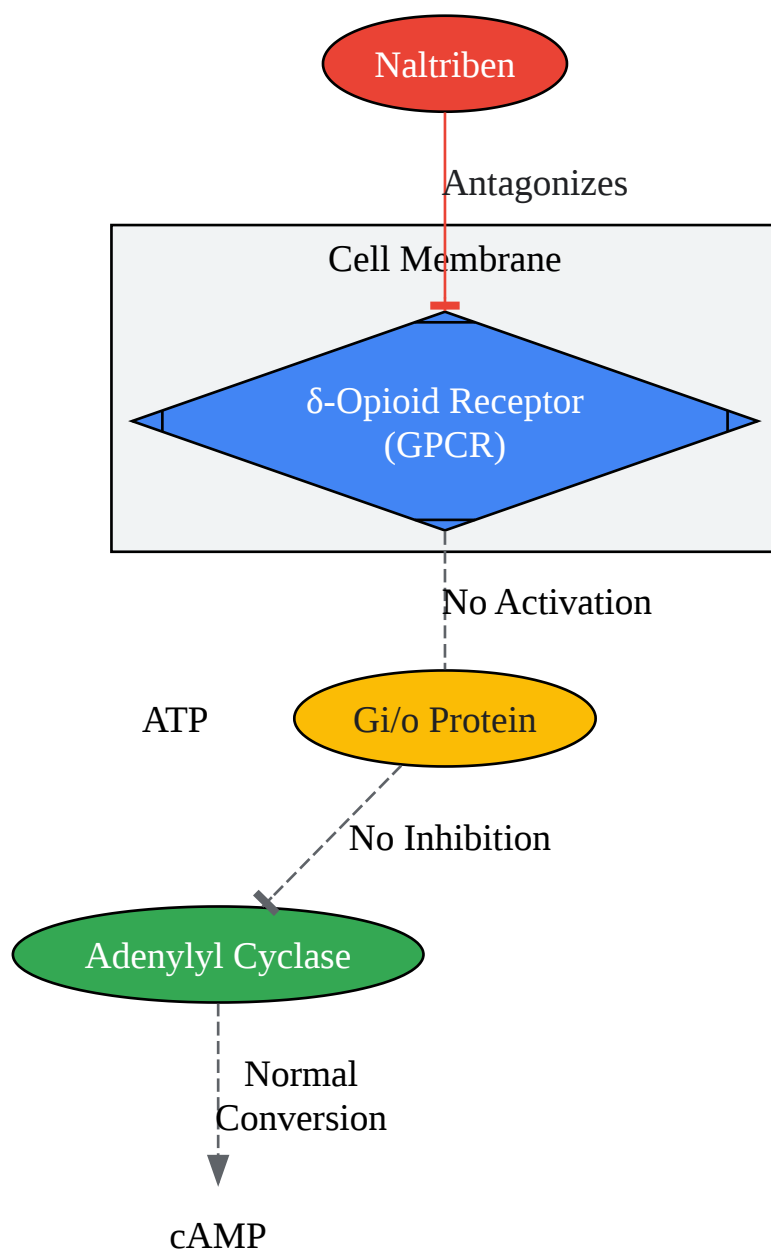 Naltriben
Antagonizes
Cell Membrane
δ-Opioid Receptor
(GPCR)
No Activation
ATP
Gi/o Protein
No Inhibition
Adenylyl Cyclase
Normal
Conversion
cAMP